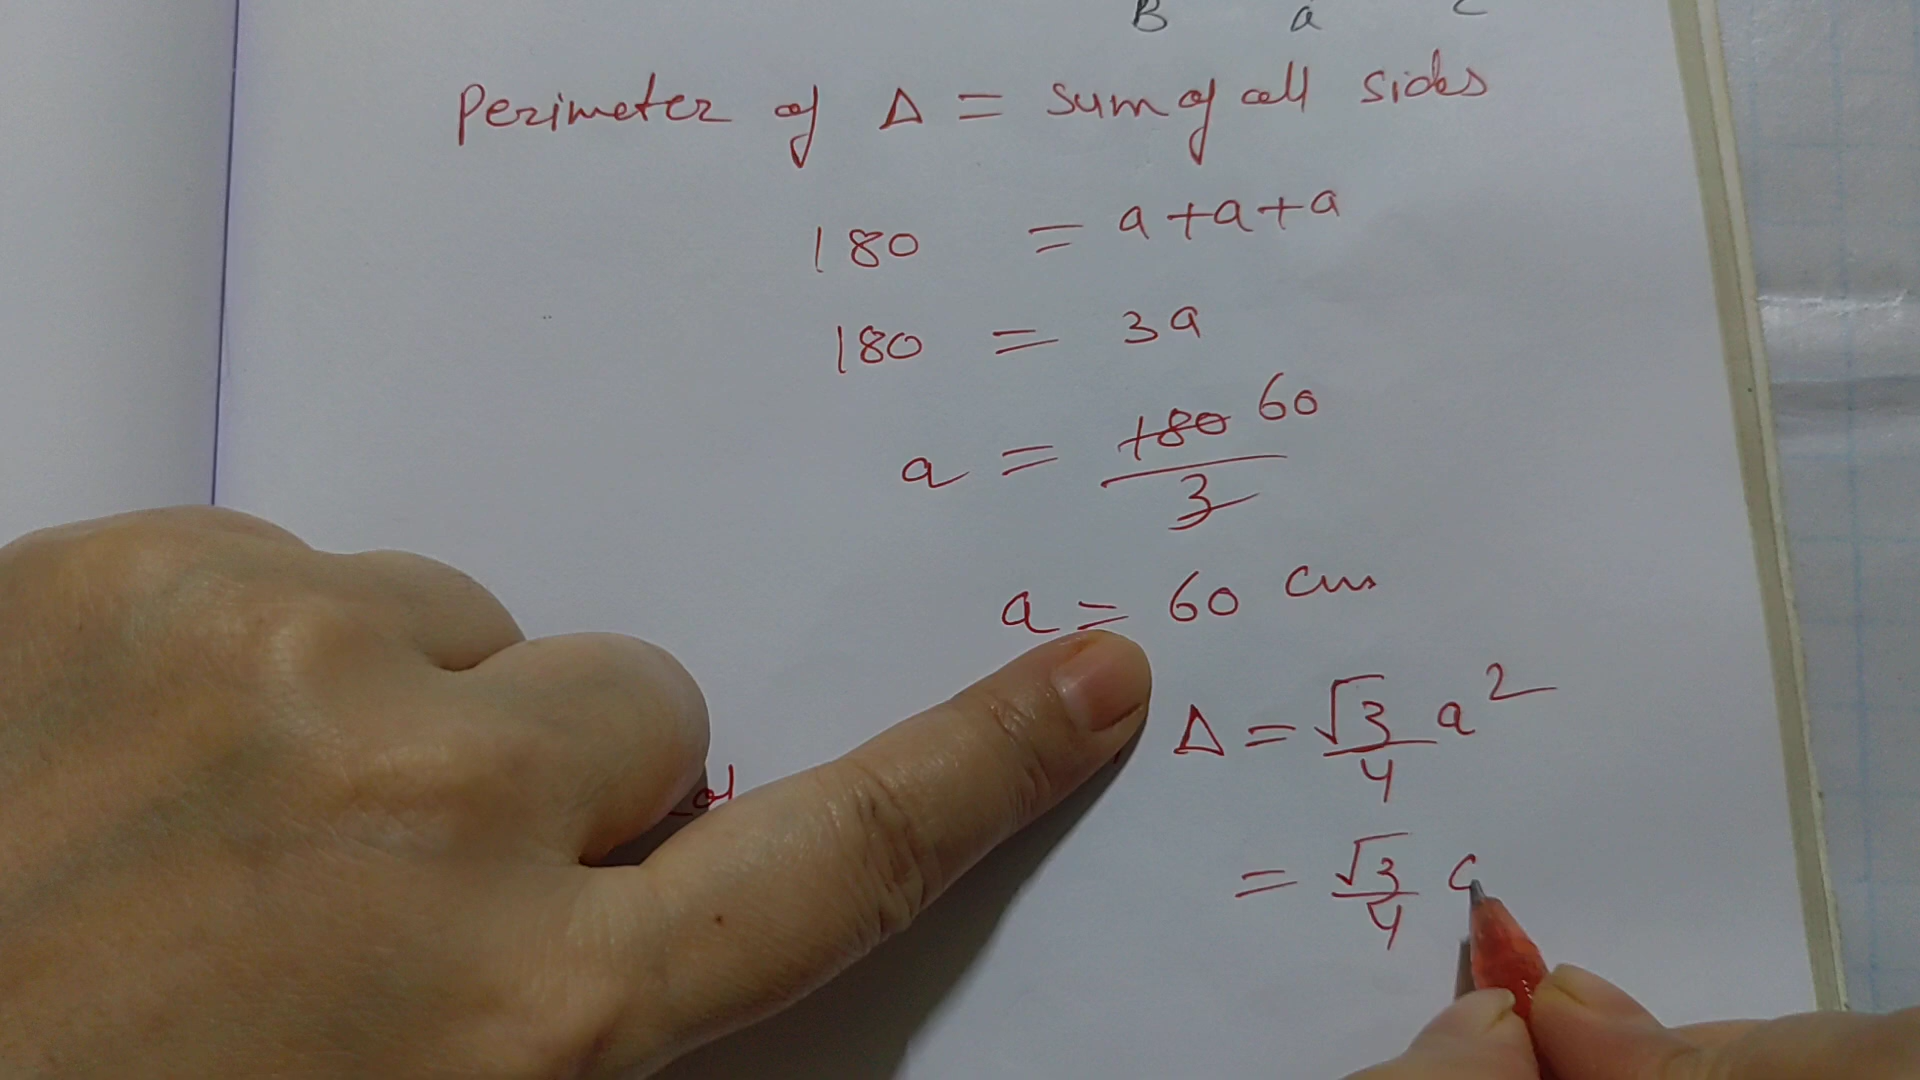 B a c
Perimeter of Δ = sum of all sides
180 = a+a+a
180 = 3a
a = 180/3 60
a = 60 cm
Δ = √3/4 a²
= √3/4